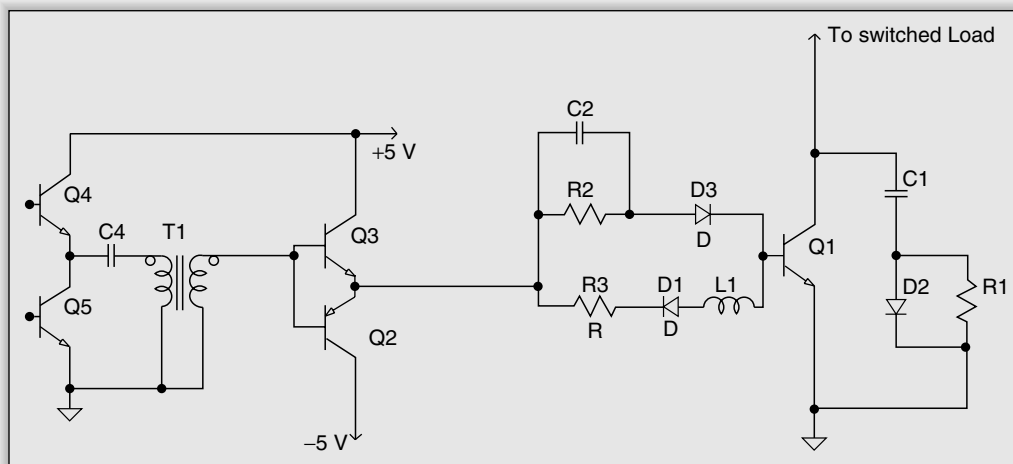 To switched Load
+5 V
C2
Q4
R2
D3
C1
C4
T1
Q3
D
Q1
Q5
R3
D1
L1
D2
R1
Q2
R
D
−5 V